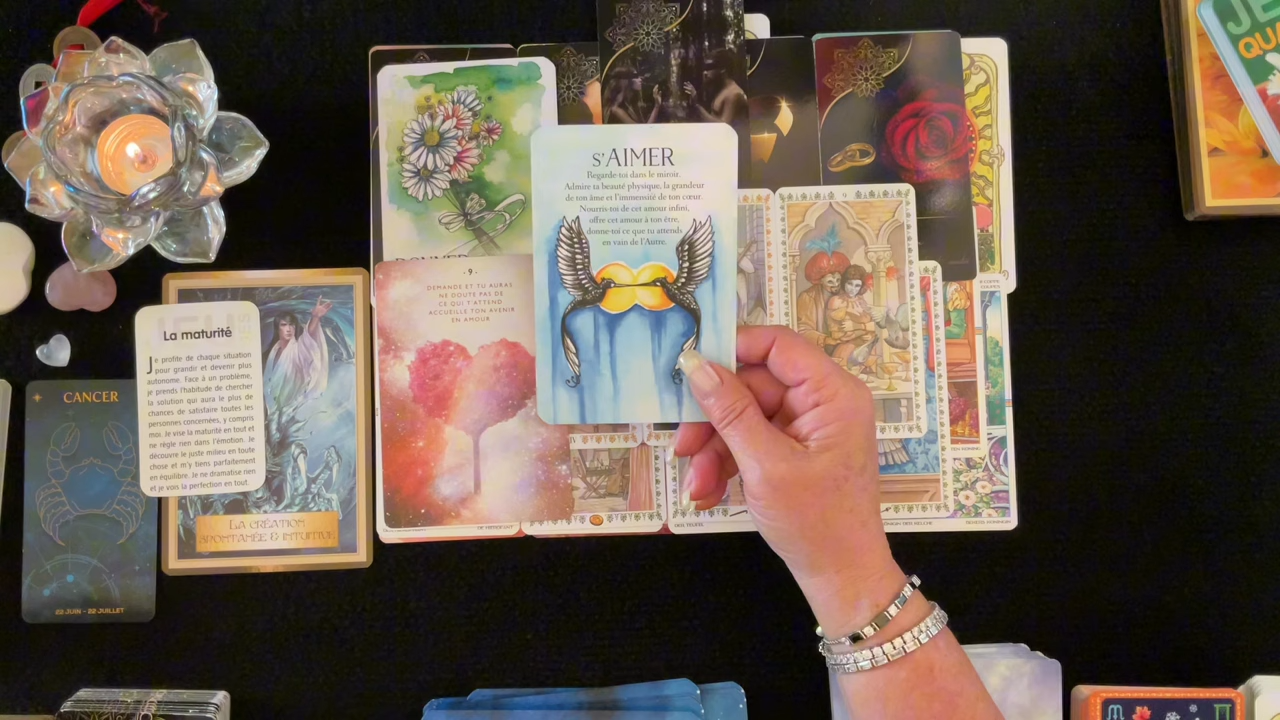 S'AIMER
Regarde-toi dans le miroir.
Admire ta beauté physique, la grandeur
de ton âme et l'immensité de ton cœur.
Nourris-toi de cet amour infini,
offre cet amour à ton être,
donne-toi ce que tu attends
en vain de l'Autre.
DONNER
- 9 -
DEMANDE ET TU AURAS
NE DOUTE PAS DE
CE QUI T'ATTEND
ACCUEILLE TON AVENIR
EN AMOUR
9
La maturité
Je profite de chaque situation
pour grandir et devenir plus
autonome. Face à un problème,
je prends l'habitude de chercher
la solution qui aura le plus de
chances de satisfaire toutes les
personnes concernées, y compris
moi. Je vise la maturité en tout et
ne règle rien dans l'émotion. Je
découvre le juste milieu en toute
chose et m'y tiens parfaitement
en équilibre. Je ne dramatise rien
et je vois la perfection en tout.
LA CRÉATION
SPONTANÉE & INTUITIVE
CANCER
22 JUIN - 22 JUILLET
JE
QU